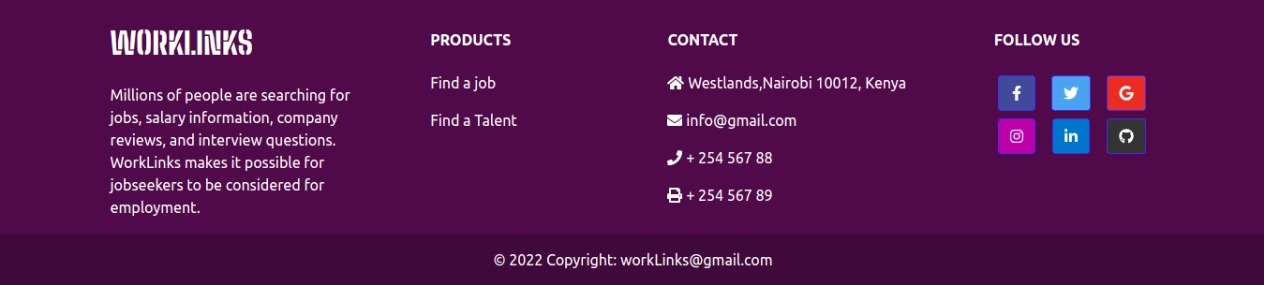 WORKLINKS
Millions of people are searching for
jobs, salary information, company
reviews, and interview questions.
WorkLinks makes it possible for
jobseekers to be considered for
employment.
PRODUCTS
Find a job
Find a Talent
CONTACT
Westlands,Nairobi 10012, Kenya
info@gmail.com
+ 254 567 88
+ 254 567 89
FOLLOW US
© 2022 Copyright: workLinks@gmail.com